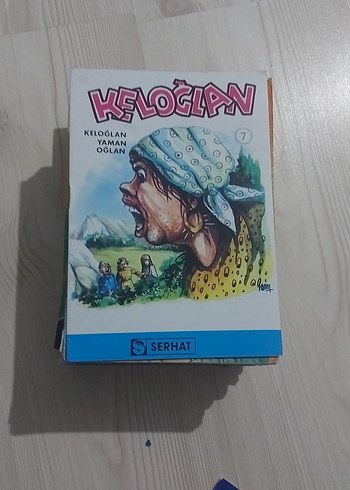 KELOĞLAN
KELOĞLAN
YAMAN
OĞLAN
7
S SERHAT